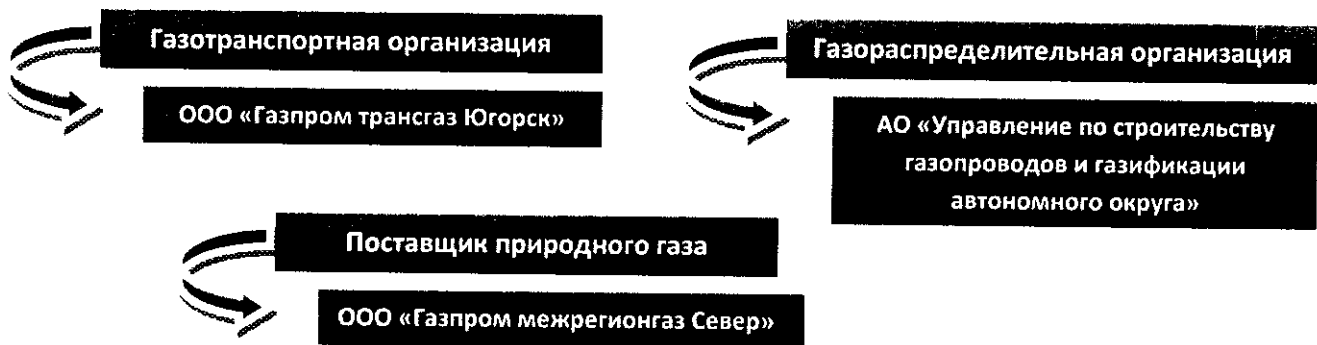 Газотранспортная организация
ООО «Газпром трансгаз Югорск»
Газораспределительная организация
АО «Управление по строительству
газопроводов и газификации
автономного округа»
Поставщик природного газа
ООО «Газпром межрегионгаз Север»